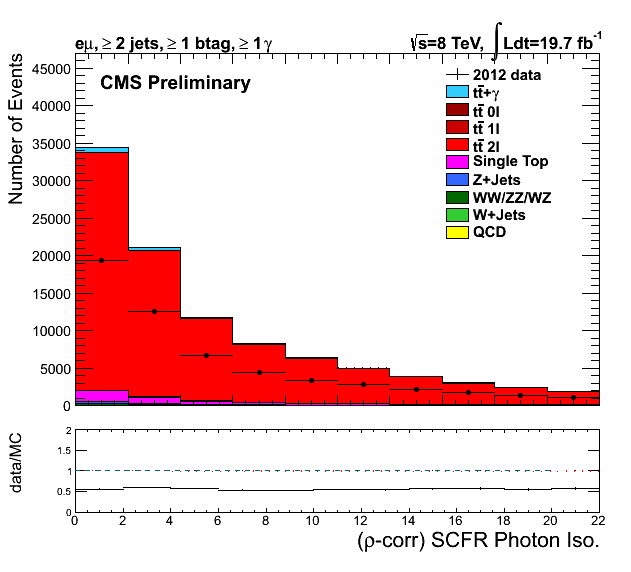 eμ, ≥ 2 jets, ≥ 1 btag, ≥ 1 γ
√s=8 TeV, ∫ Ldt=19.7 fb⁻¹
CMS Preliminary
Number of Events
45000
40000
35000
30000
25000
20000
15000
10000
5000
0
2012 data
tt̄+γ
tt̄ 0l
tt̄ 1l
tt̄ 2l
Single Top
Z+Jets
WW/ZZ/WZ
W+Jets
QCD
data/MC
2
1.5
1
0.5
0
0 2 4 6 8 10 12 14 16 18 20 22
(ρ-corr) SCFR Photon Iso.